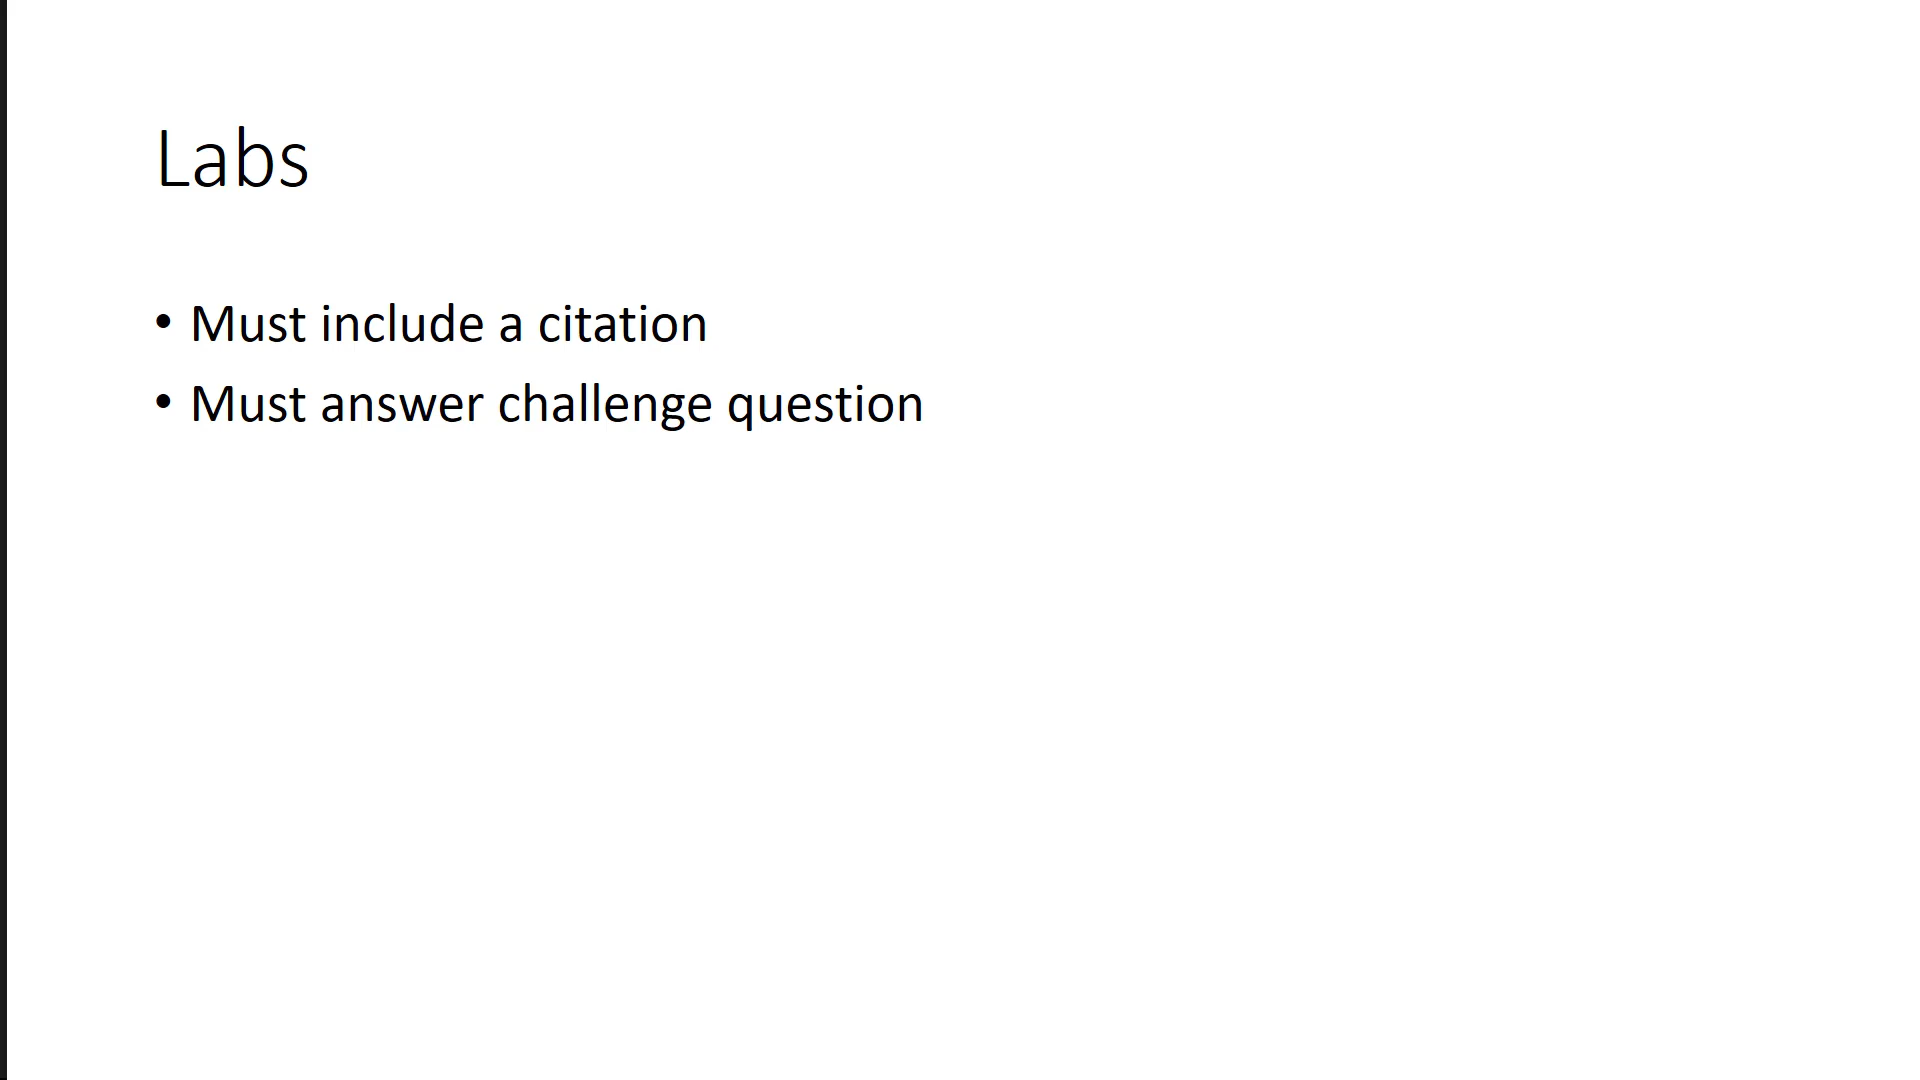 Labs
• Must include a citation
• Must answer challenge question